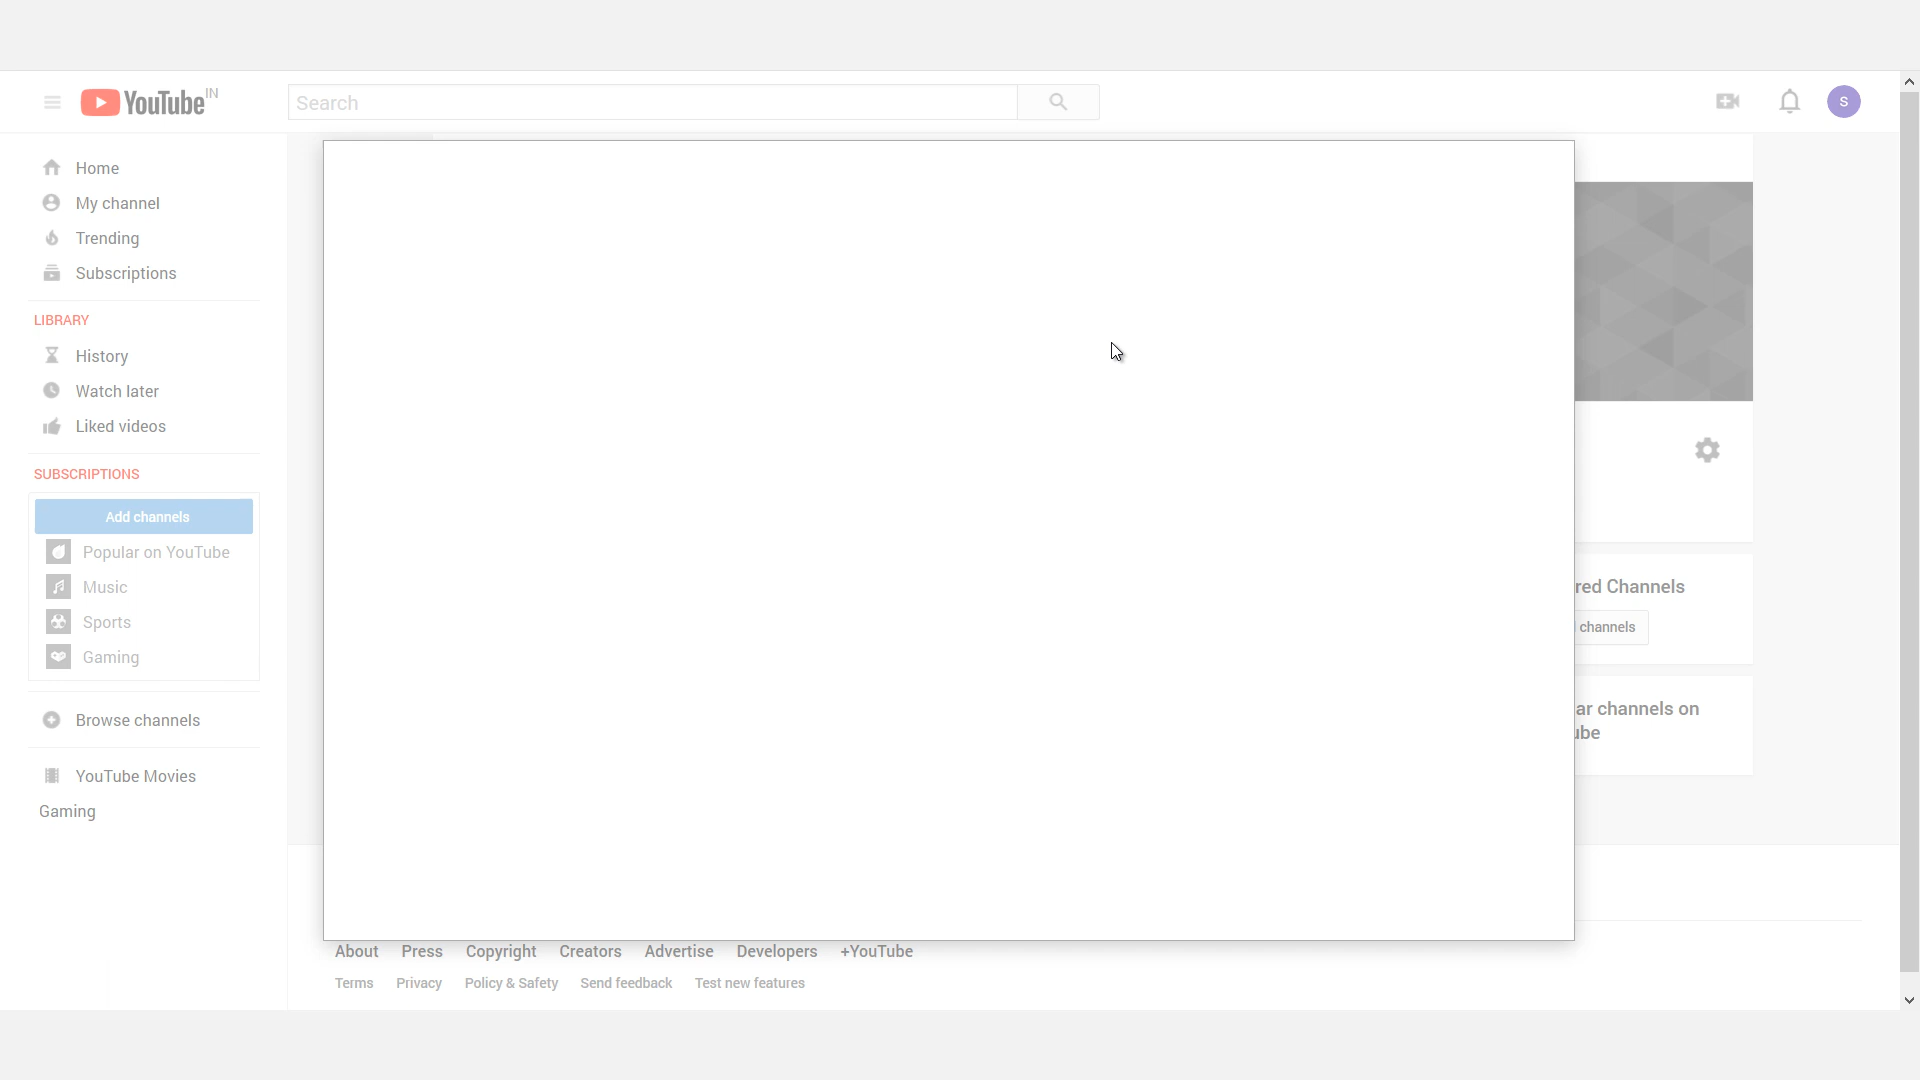 YouTube IN
Search
S
Home
My channel
Trending
Subscriptions
LIBRARY
History
Watch later
Liked videos
SUBSCRIPTIONS
Add channels
Popular on YouTube
Music
Sports
Gaming
Browse channels
YouTube Movies
Gaming
red Channels
channels
ar channels on
ube
About Press Copyright Creators Advertise Developers +YouTube
Terms Privacy Policy & Safety Send feedback Test new features